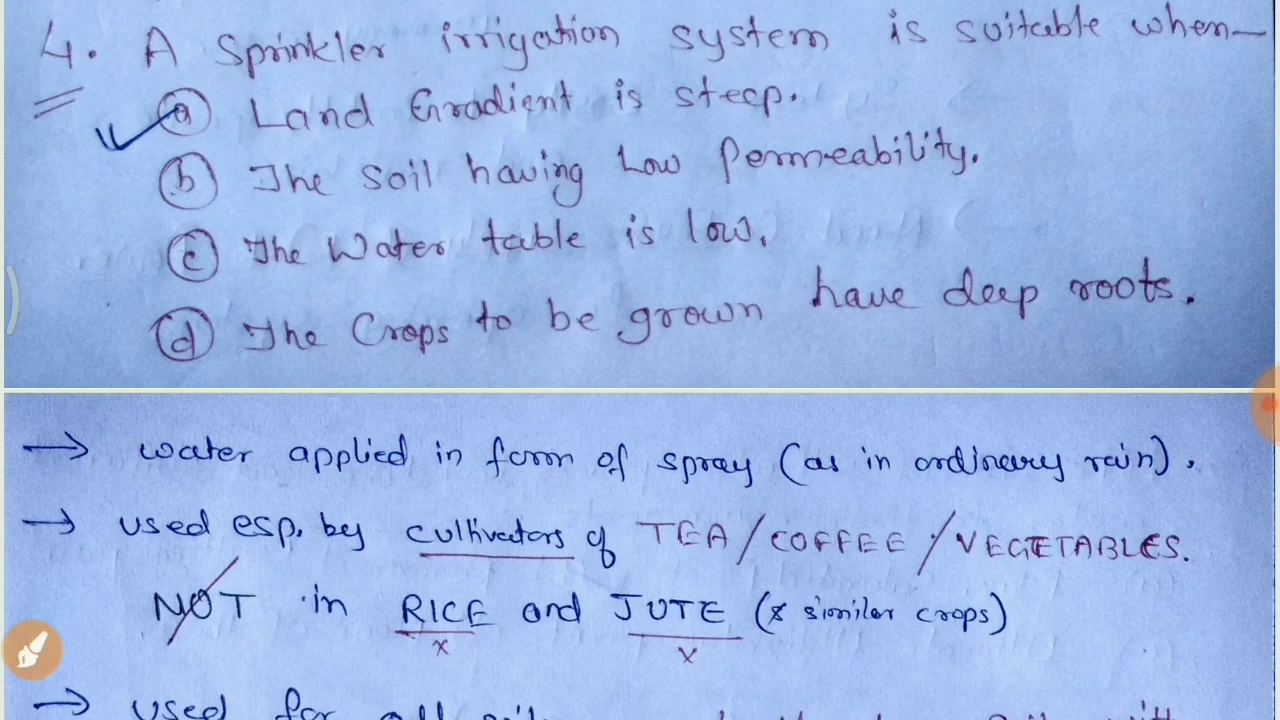 4. A Sprinkler irrigation system is suitable when—
(a) Land Gradient is steep.
(b) The Soil having Low Permeability.
(c) The Water table is low.
(d) The Crops to be grown have deep roots.
→ water applied in form of spray (as in ordinary rain).
→ used esp. by cultivators of TEA/COFFEE/VEGETABLES.
NOT in RICE and JUTE (& similar crops)
x x
→ used for all